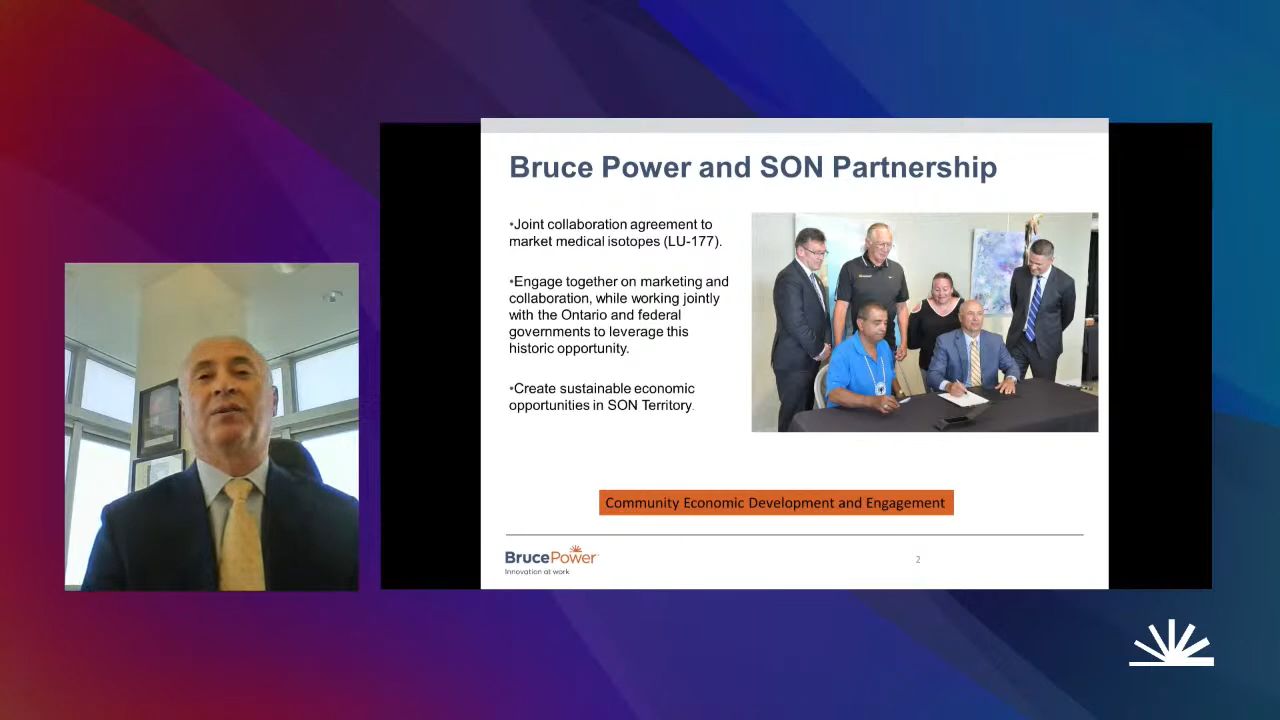 Bruce Power and SON Partnership
•Joint collaboration agreement to
market medical isotopes (LU-177).
•Engage together on marketing and
collaboration, while working jointly
with the Ontario and federal
governments to leverage this
historic opportunity.
•Create sustainable economic
opportunities in SON Territory.
Community Economic Development and Engagement
BrucePower
Innovation at work
2